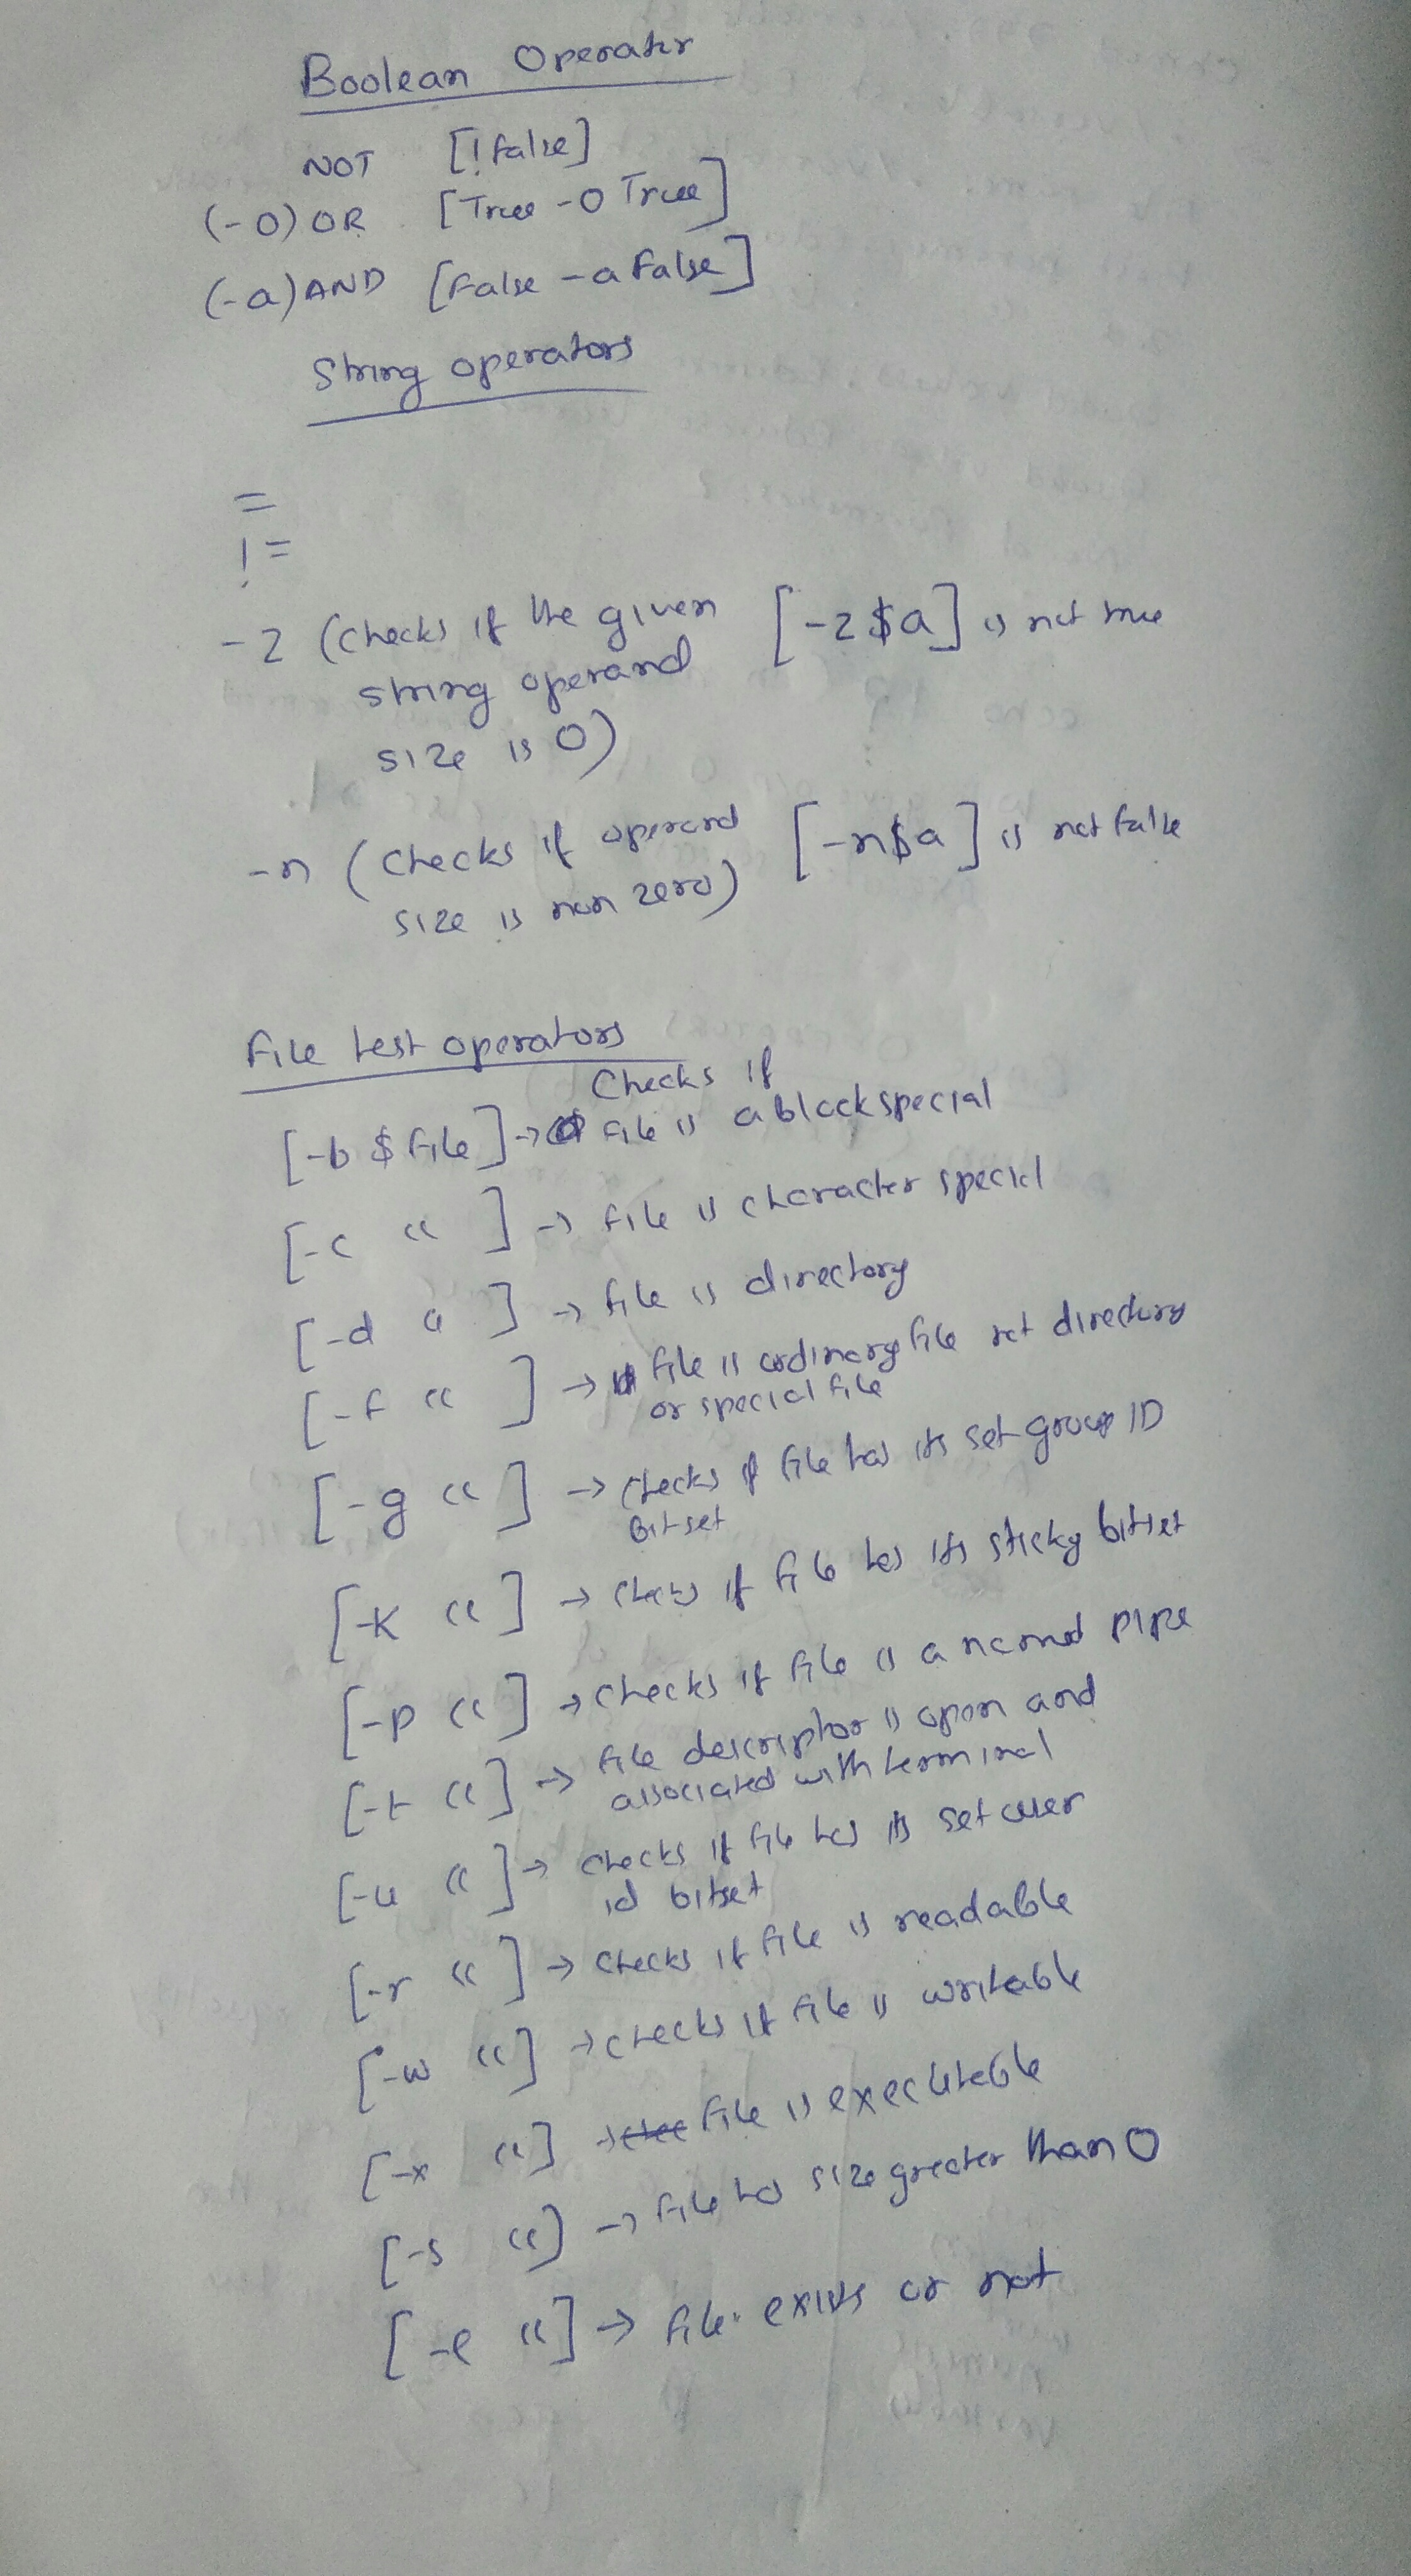 Boolean Operator
NOT [!false]
(-o) OR [True -o True]
(-a) AND [False -a False]
String operators
=
!=
-z (checks if the given [-z $a] is not true
string operand
size is 0)
-n (checks if operand [-n $a] is not false
size is non zero)
File test operators
Checks if
[-b $file] → file is a block special
[-c "] → file is character special
[-d "] → file is directory
[-f "] → file is ordinary file not directory
or special file
[-g "] → checks if file has its set group ID
Bit set
[-k "] → checks if file has its sticky bit set
[-p "] → checks if file is a named pipe
[-t "] → file descriptor is open and
associated with terminal
[-u "] → checks if file has its set user
id bit set
[-r "] → checks if file is readable
[-w "] → checks if file is writable
[-x "] → file is executable
[-s "] → file has size greater than 0
[-e "] → file exists or not